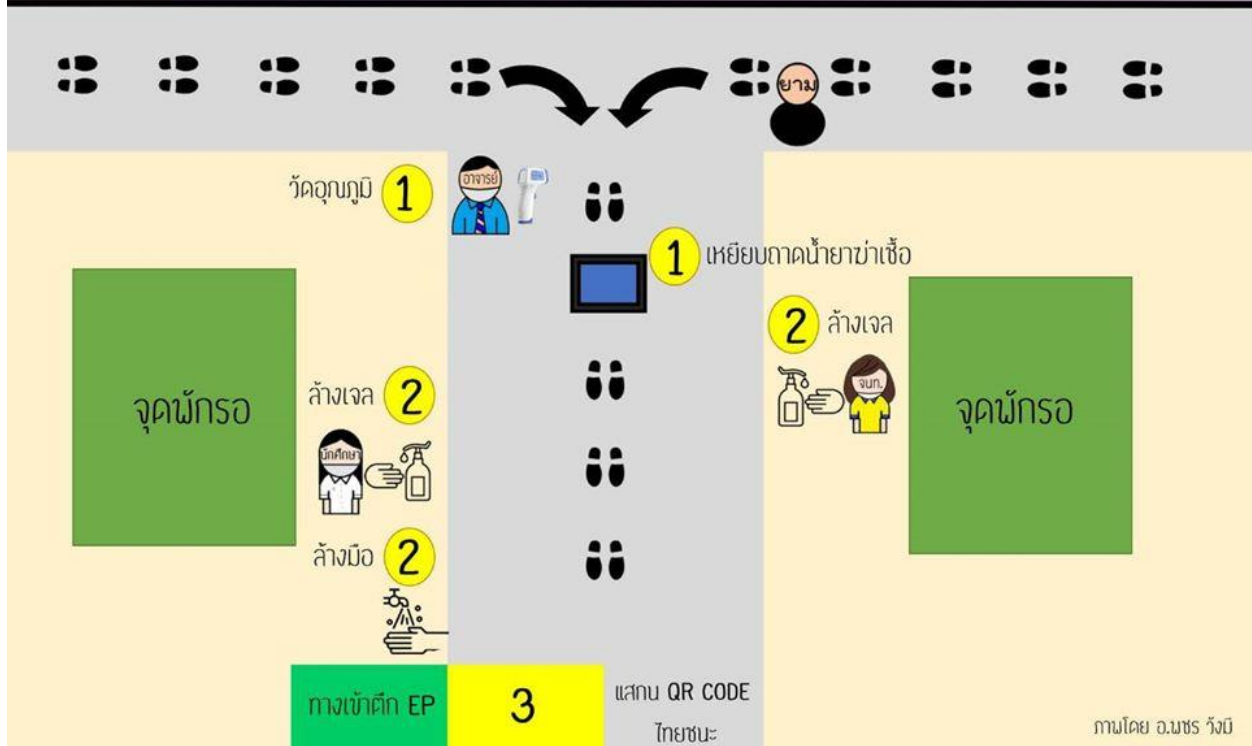 ยาม
วัดอุณภูมิ 1
อาจารย์
1 เหยียบถาดน้ำยาฆ่าเชื้อ
2 ล้างเจล
จนท.
จุดพักรอ
ล้างเจล 2
จุดพักรอ
นักศึกษา
ล้างมือ 2
ทางเข้าตึก EP
3
แสกน QR CODE
ไทยชนะ
ภาพโดย อ.พชร วังมี